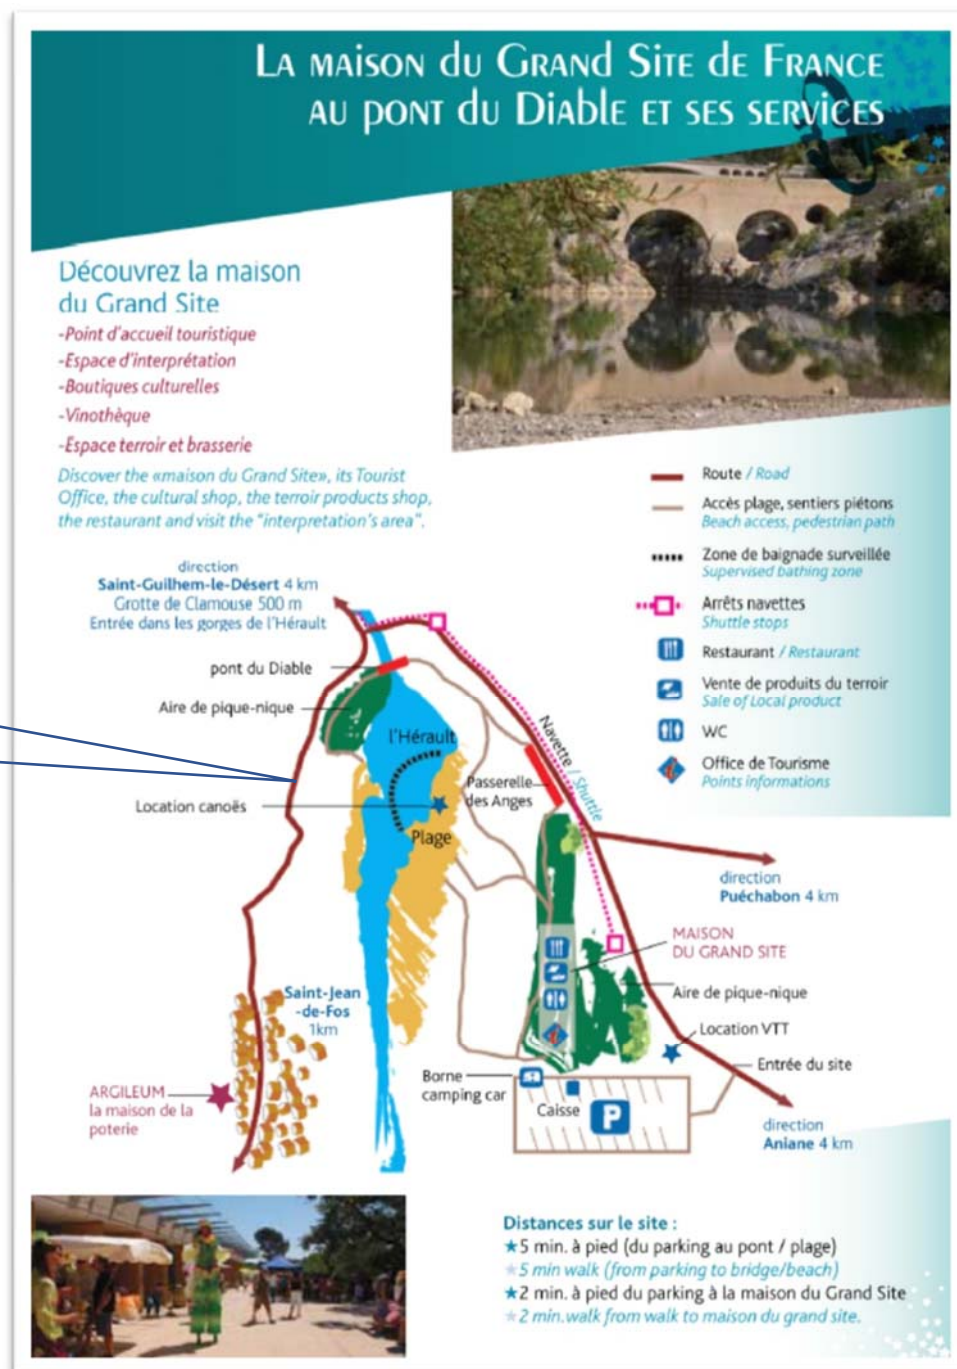 La maison du Grand Site de France
au pont du Diable et ses services
Découvrez la maison
du Grand Site
-Point d'accueil touristique
-Espace d'interprétation
-Boutiques culturelles
-Vinothèque
-Espace terroir et brasserie
Discover the «maison du Grand Site», its Tourist
Office, the cultural shop, the terroir products shop,
the restaurant and visit the "interpretation's area".
Route / Road
Accès plage, sentiers piétons
Beach access, pedestrian path
Zone de baignade surveillée
Supervised bathing zone
Arrêts navettes
Shuttle stops
Restaurant / Restaurant
Vente de produits du terroir
Sale of Local product
WC
Office de Tourisme
Points informations
direction
Saint-Guilhem-le-Désert 4 km
Grotte de Clamouse 500 m
Entrée dans les gorges de l'Hérault
pont du Diable
Aire de pique-nique
l'Hérault
Navette / Shuttle
Passerelle
des Anges
Location canoës
Plage
direction
Puéchabon 4 km
MAISON
DU GRAND SITE
Aire de pique-nique
Saint-Jean
-de-Fos
1km
Location VTT
Entrée du site
Borne
camping car
Caisse
P
ARGILEUM
la maison de la
poterie
direction
Aniane 4 km
Distances sur le site :
5 min. à pied (du parking au pont / plage)
5 min walk (from parking to bridge/beach)
2 min. à pied du parking à la maison du Grand Site
2 min.walk from walk to maison du grand site.